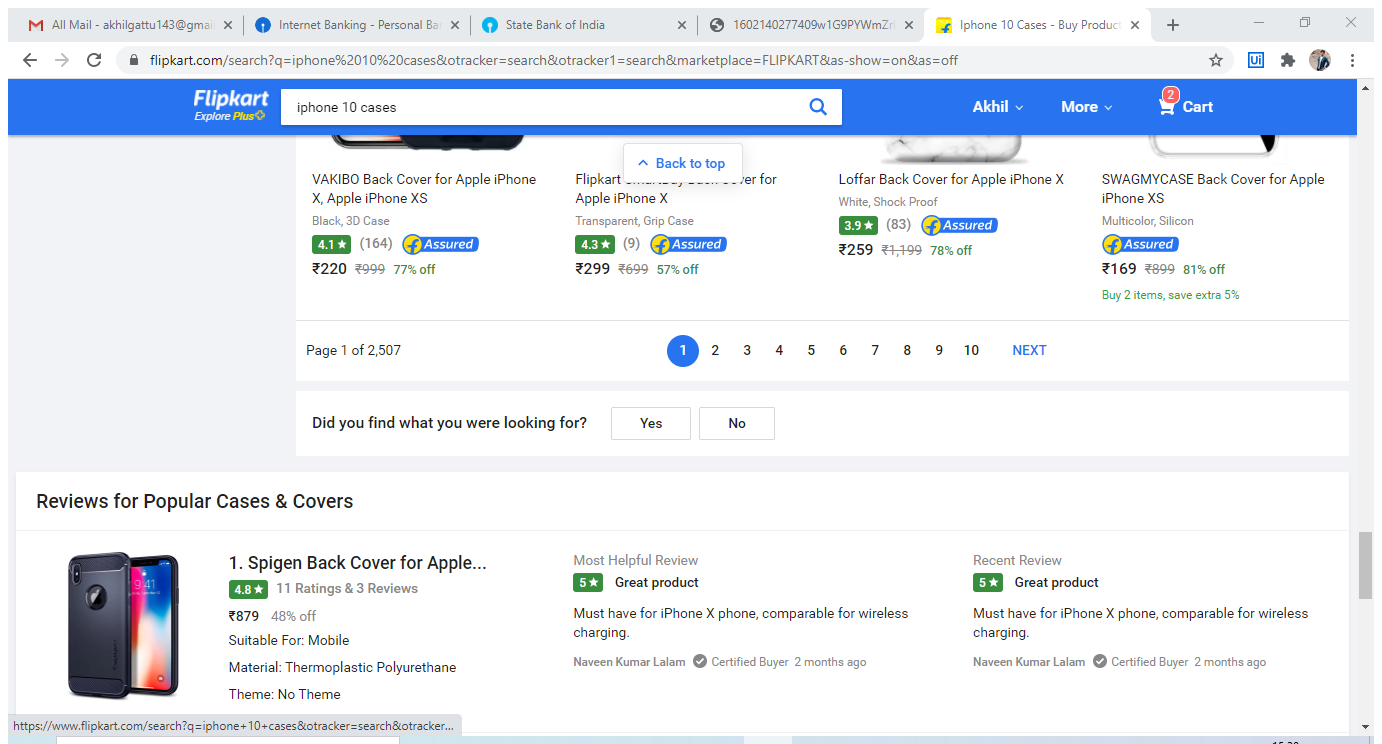 All Mail - akhilgattu143@gmai
Internet Banking - Personal Ba
State Bank of India
1602140277409w1G9PYWmZr
Iphone 10 Cases - Buy Product
flipkart.com/search?q=iphone%2010%20cases&otracker=search&otracker1=search&marketplace=FLIPKART&as-show=on&as=off
Ui
Flipkart
Explore Plus
iphone 10 cases
Akhil
More
2
Cart
Back to top
VAKIBO Back Cover for Apple iPhone
X, Apple iPhone XS
Black, 3D Case
4.1 ★ (164) Assured
₹220 ₹999 77% off
Flipkart SmartBuy Back Cover for
Apple iPhone X
Transparent, Grip Case
4.3 ★ (9) Assured
₹299 ₹699 57% off
Loffar Back Cover for Apple iPhone X
White, Shock Proof
3.9 ★ (83) Assured
₹259 ₹1,199 78% off
SWAGMYCASE Back Cover for Apple
iPhone XS
Multicolor, Silicon
Assured
₹169 ₹899 81% off
Buy 2 items, save extra 5%
Page 1 of 2,507
1 2 3 4 5 6 7 8 9 10 NEXT
Did you find what you were looking for? Yes No
Reviews for Popular Cases & Covers
1. Spigen Back Cover for Apple...
4.8 ★ 11 Ratings & 3 Reviews
₹879 48% off
Suitable For: Mobile
Material: Thermoplastic Polyurethane
Theme: No Theme
9:41
Most Helpful Review
5 ★ Great product
Must have for iPhone X phone, comparable for wireless
charging.
Naveen Kumar Lalam Certified Buyer 2 months ago
Recent Review
5 ★ Great product
Must have for iPhone X phone, comparable for wireless
charging.
Naveen Kumar Lalam Certified Buyer 2 months ago
https://www.flipkart.com/search?q=iphone+10+cases&otracker=search&otracker...